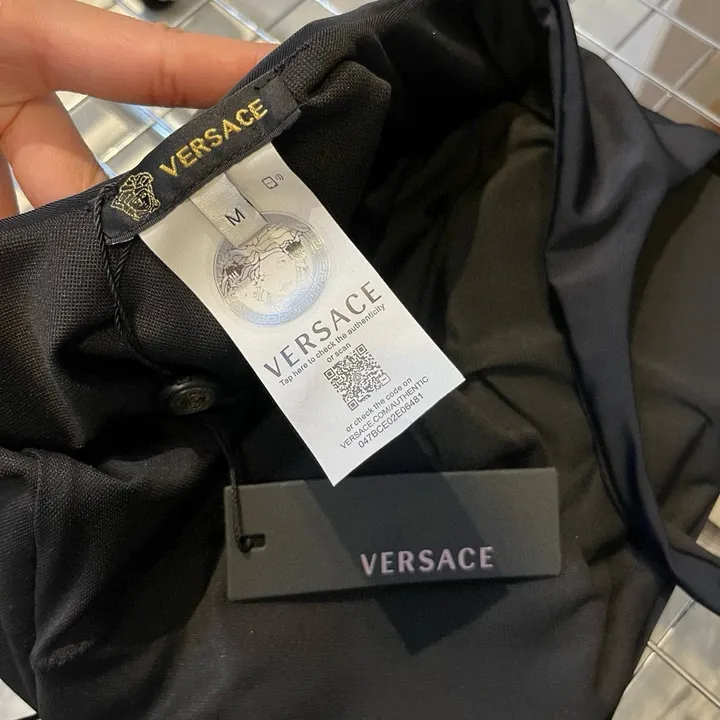 VERSACE
M
VERSACE
Tap here to check the authenticity
or scan
or check the code on
VERSACE.COM/AUTHENTIC
047BCE02E06481
VERSACE